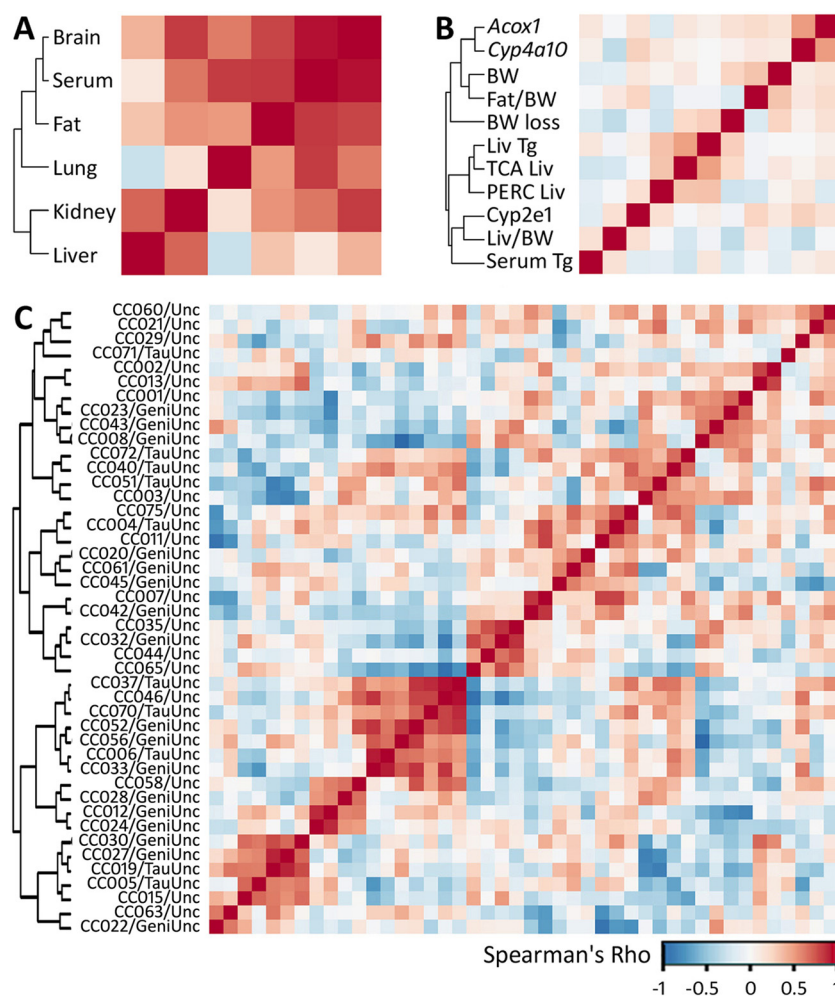 A
Brain
Serum
Fat
Lung
Kidney
Liver
B
Acox1
Cyp4a10
BW
Fat/BW
BW loss
Liv Tg
TCA Liv
PERC Liv
Cyp2e1
Liv/BW
Serum Tg
C
CC060/Unc
CC021/Unc
CC029/Unc
CC071/TauUnc
CC002/Unc
CC013/Unc
CC001/Unc
CC023/GeniUnc
CC043/GeniUnc
CC008/GeniUnc
CC072/TauUnc
CC040/TauUnc
CC051/TauUnc
CC003/Unc
CC075/Unc
CC004/TauUnc
CC011/Unc
CC020/GeniUnc
CC061/GeniUnc
CC045/GeniUnc
CC007/Unc
CC042/GeniUnc
CC035/Unc
CC032/GeniUnc
CC044/Unc
CC065/Unc
CC037/TauUnc
CC046/Unc
CC070/TauUnc
CC052/GeniUnc
CC056/GeniUnc
CC006/TauUnc
CC033/GeniUnc
CC058/Unc
CC028/GeniUnc
CC012/GeniUnc
CC024/GeniUnc
CC030/GeniUnc
CC027/GeniUnc
CC019/TauUnc
CC005/TauUnc
CC015/Unc
CC063/Unc
CC022/GeniUnc
Spearman's Rho
-1 -0.5 0 0.5 1